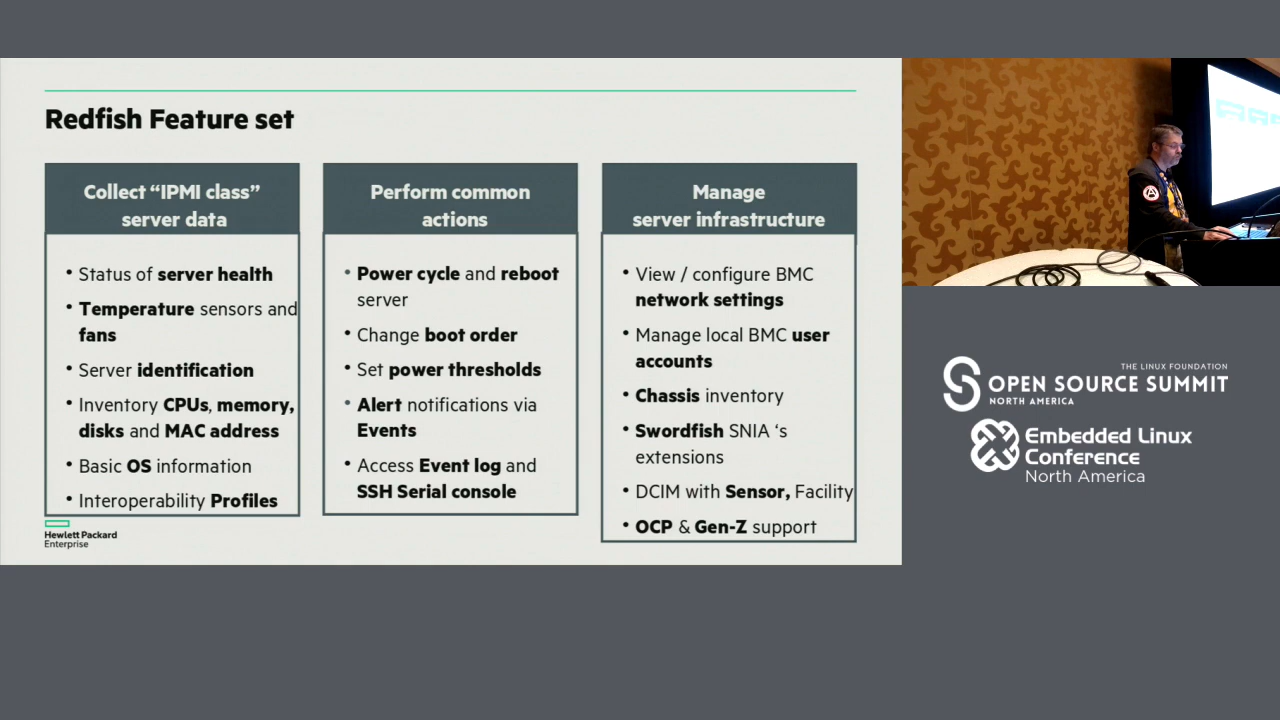 Redfish Feature set
Collect “IPMI class”
server data
• Status of server health
• Temperature sensors and
fans
• Server identification
• Inventory CPUs, memory,
disks and MAC address
• Basic OS information
• Interoperability Profiles
Perform common
actions
• Power cycle and reboot
server
• Change boot order
• Set power thresholds
• Alert notifications via
Events
• Access Event log and
SSH Serial console
Manage
server infrastructure
• View / configure BMC
network settings
• Manage local BMC user
accounts
• Chassis inventory
• Swordfish SNIA ‘s
extensions
• DCIM with Sensor, Facility
• OCP & Gen-Z support
Hewlett Packard
Enterprise
THE LINUX FOUNDATION
OPEN SOURCE SUMMIT
NORTH AMERICA
Embedded Linux
Conference
North America